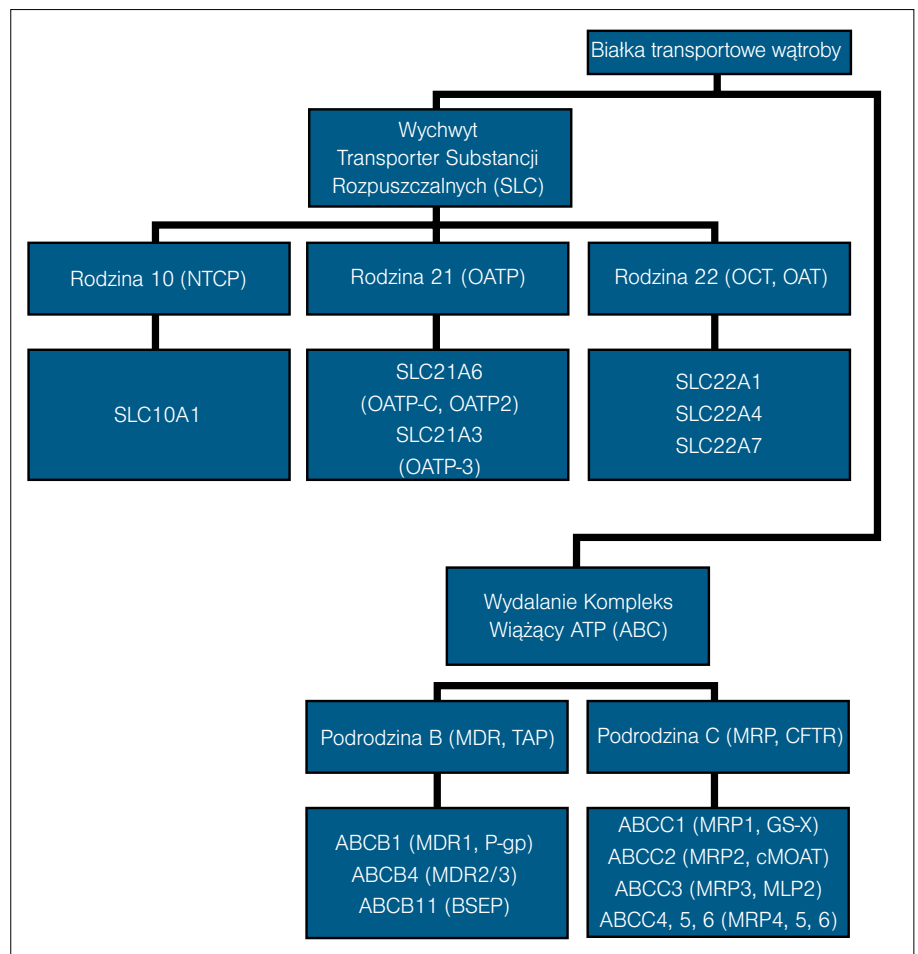 Białka transportowe wątroby
Wychwyt
Transporter Substancji
Rozpuszczalnych (SLC)
Rodzina 10 (NTCP)
Rodzina 21 (OATP)
Rodzina 22 (OCT, OAT)
SLC10A1
SLC21A6
(OATP-C, OATP2)
SLC21A3
(OATP-3)
SLC22A1
SLC22A4
SLC22A7
Wydalanie Kompleks
Wiążący ATP (ABC)
Podrodzina B (MDR, TAP)
Podrodzina C (MRP, CFTR)
ABCB1 (MDR1, P-gp)
ABCB4 (MDR2/3)
ABCB11 (BSEP)
ABCC1 (MRP1, GS-X)
ABCC2 (MRP2, cMOAT)
ABCC3 (MRP3, MLP2)
ABCC4, 5, 6 (MRP4, 5, 6)